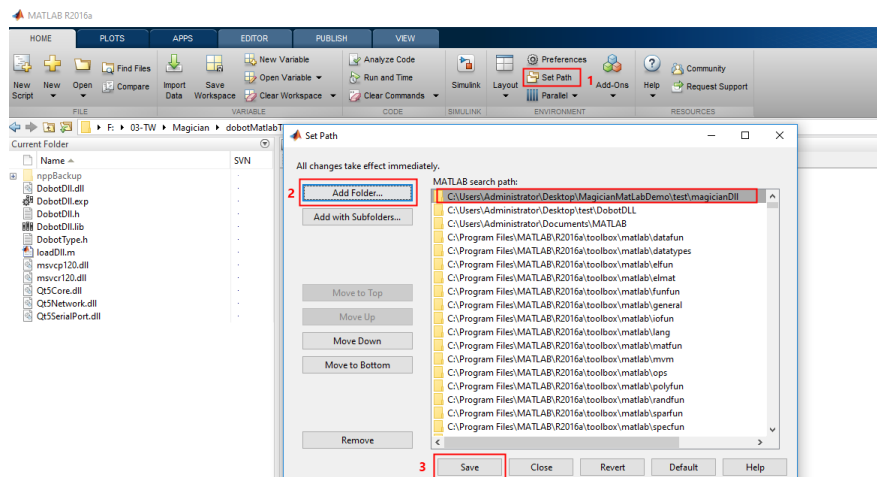 MATLAB R2016a
HOME PLOTS APPS EDITOR PUBLISH VIEW
New Script
New
Open
Find Files
Compare
Import Data
Save Workspace
New Variable
Open Variable
Clear Workspace
Analyze Code
Run and Time
Clear Commands
Simulink
Layout
Preferences
Set Path
1
Parallel
Add-Ons
Help
Community
Request Support
FILE VARIABLE CODE SIMULINK ENVIRONMENT RESOURCES
F: 03-TW Magician dobotMatlabT
Current Folder
Name SVN
nppBackup
DobotDll.dll
DobotDll.exp
DobotDll.h
DobotDll.lib
DobotType.h
loadDll.m
msvcp120.dll
msvcr120.dll
Qt5Core.dll
Qt5Network.dll
Qt5SerialPort.dll
Set Path
All changes take effect immediately.
2
Add Folder...
Add with Subfolders...
Move to Top
Move Up
Move Down
Move to Bottom
Remove
MATLAB search path:
C:\Users\Administrator\Desktop\MagicianMatLabDemo\test\magicianDll
C:\Users\Administrator\Desktop\test\DobotDLL
C:\Users\Administrator\Documents\MATLAB
C:\Program Files\MATLAB\R2016a\toolbox\matlab\datafun
C:\Program Files\MATLAB\R2016a\toolbox\matlab\datatypes
C:\Program Files\MATLAB\R2016a\toolbox\matlab\elfun
C:\Program Files\MATLAB\R2016a\toolbox\matlab\elmat
C:\Program Files\MATLAB\R2016a\toolbox\matlab\funfun
C:\Program Files\MATLAB\R2016a\toolbox\matlab\general
C:\Program Files\MATLAB\R2016a\toolbox\matlab\iofun
C:\Program Files\MATLAB\R2016a\toolbox\matlab\lang
C:\Program Files\MATLAB\R2016a\toolbox\matlab\matfun
C:\Program Files\MATLAB\R2016a\toolbox\matlab\mvm
C:\Program Files\MATLAB\R2016a\toolbox\matlab\ops
C:\Program Files\MATLAB\R2016a\toolbox\matlab\polyfun
C:\Program Files\MATLAB\R2016a\toolbox\matlab\randfun
C:\Program Files\MATLAB\R2016a\toolbox\matlab\sparfun
C:\Program Files\MATLAB\R2016a\toolbox\matlab\specfun
3
Save Close Revert Default Help